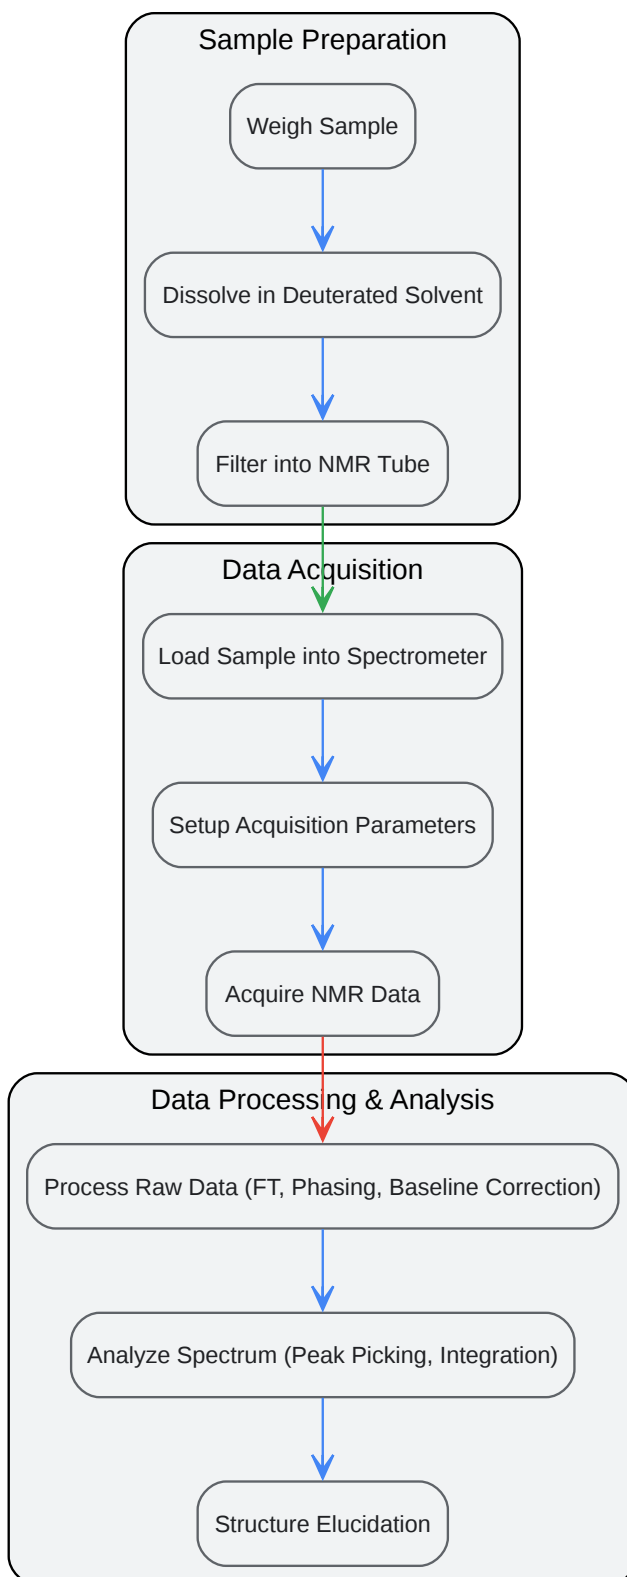 Sample Preparation
Weigh Sample
Dissolve in Deuterated Solvent
Filter into NMR Tube
Data Acquisition
Load Sample into Spectrometer
Setup Acquisition Parameters
Acquire NMR Data
Data Processing & Analysis
Process Raw Data (FT, Phasing, Baseline Correction)
Analyze Spectrum (Peak Picking, Integration)
Structure Elucidation